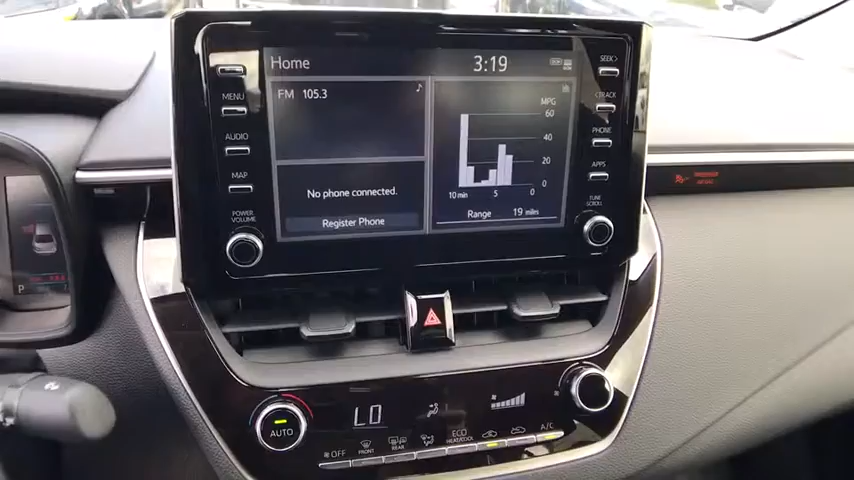 Home 3:19
FM 105.3
MPG
60
40
20
0
10 min 5 0
No phone connected.
Register Phone
Range 19 miles
MENU
AUDIO
MAP
POWER
VOLUME
SEEK>
<TRACK
PHONE
APPS
TUNE
SCROLL
P
AUTO
LO
OFF
FRONT
REAR
ECO
HEAT/COOL
A/C